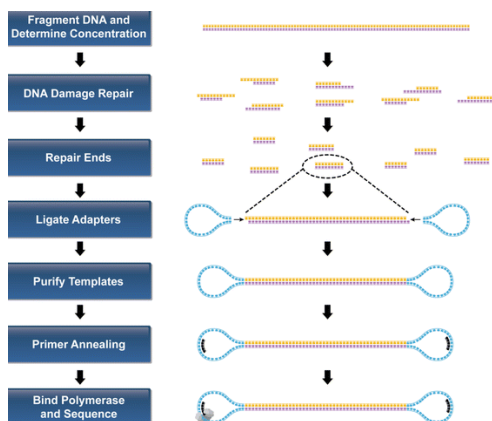 Fragment DNA and
Determine Concentration
DNA Damage Repair
Repair Ends
Ligate Adapters
Purify Templates
Primer Annealing
Bind Polymerase
and Sequence